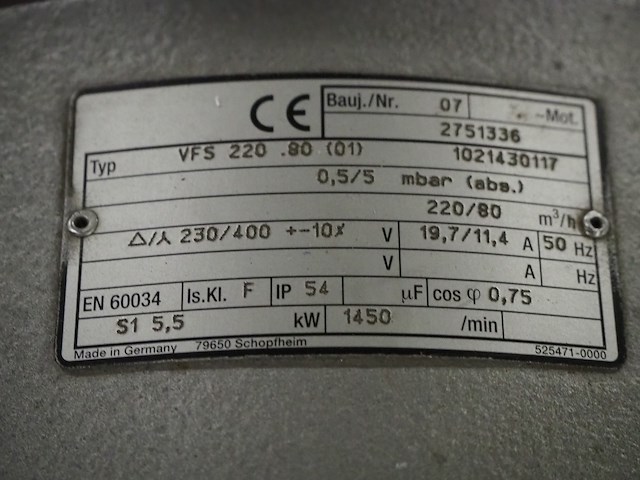 CE Bauj./Nr. 07 ~Mot.
2751336
Typ VFS 220 .80 (01) 1021430117
0,5/5 mbar (abs.)
220/80 m³/h
△/⅄ 230/400 +-10% V 19,7/11,4 A 50 Hz
V A Hz
EN 60034 Is.Kl. F IP 54 µF cos φ 0,75
S1 5,5 kW 1450 /min
Made in Germany 79650 Schopfheim 525471-0000